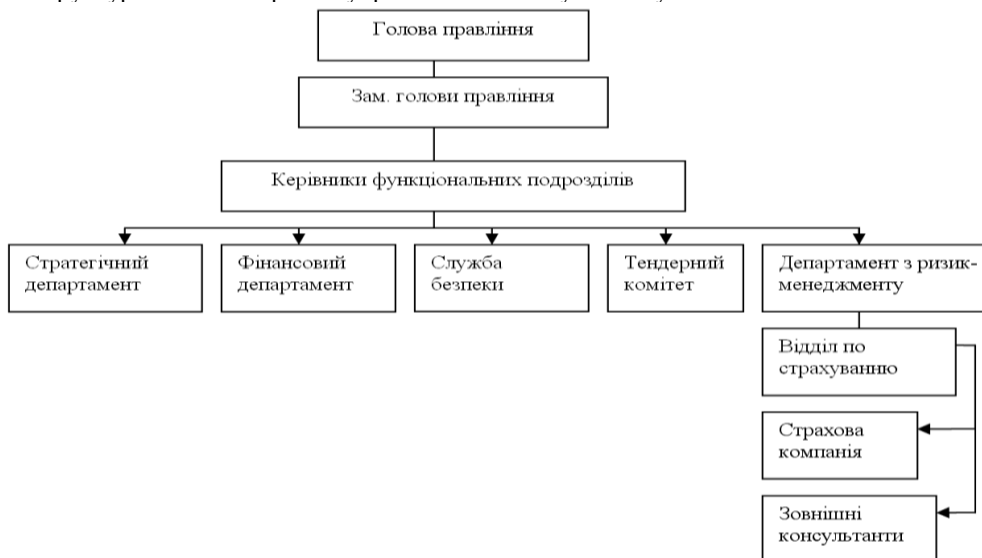 Голова правління
Зам. голови правління
Керівники функціональних подрозділів
Стратегічний
департамент
Фінансовий
департамент
Служба
безпеки
Тендерний
комітет
Департамент з ризик-
менеджменту
Відділ по
страхуванню
Страхова
компанія
Зовнішні
консультанти